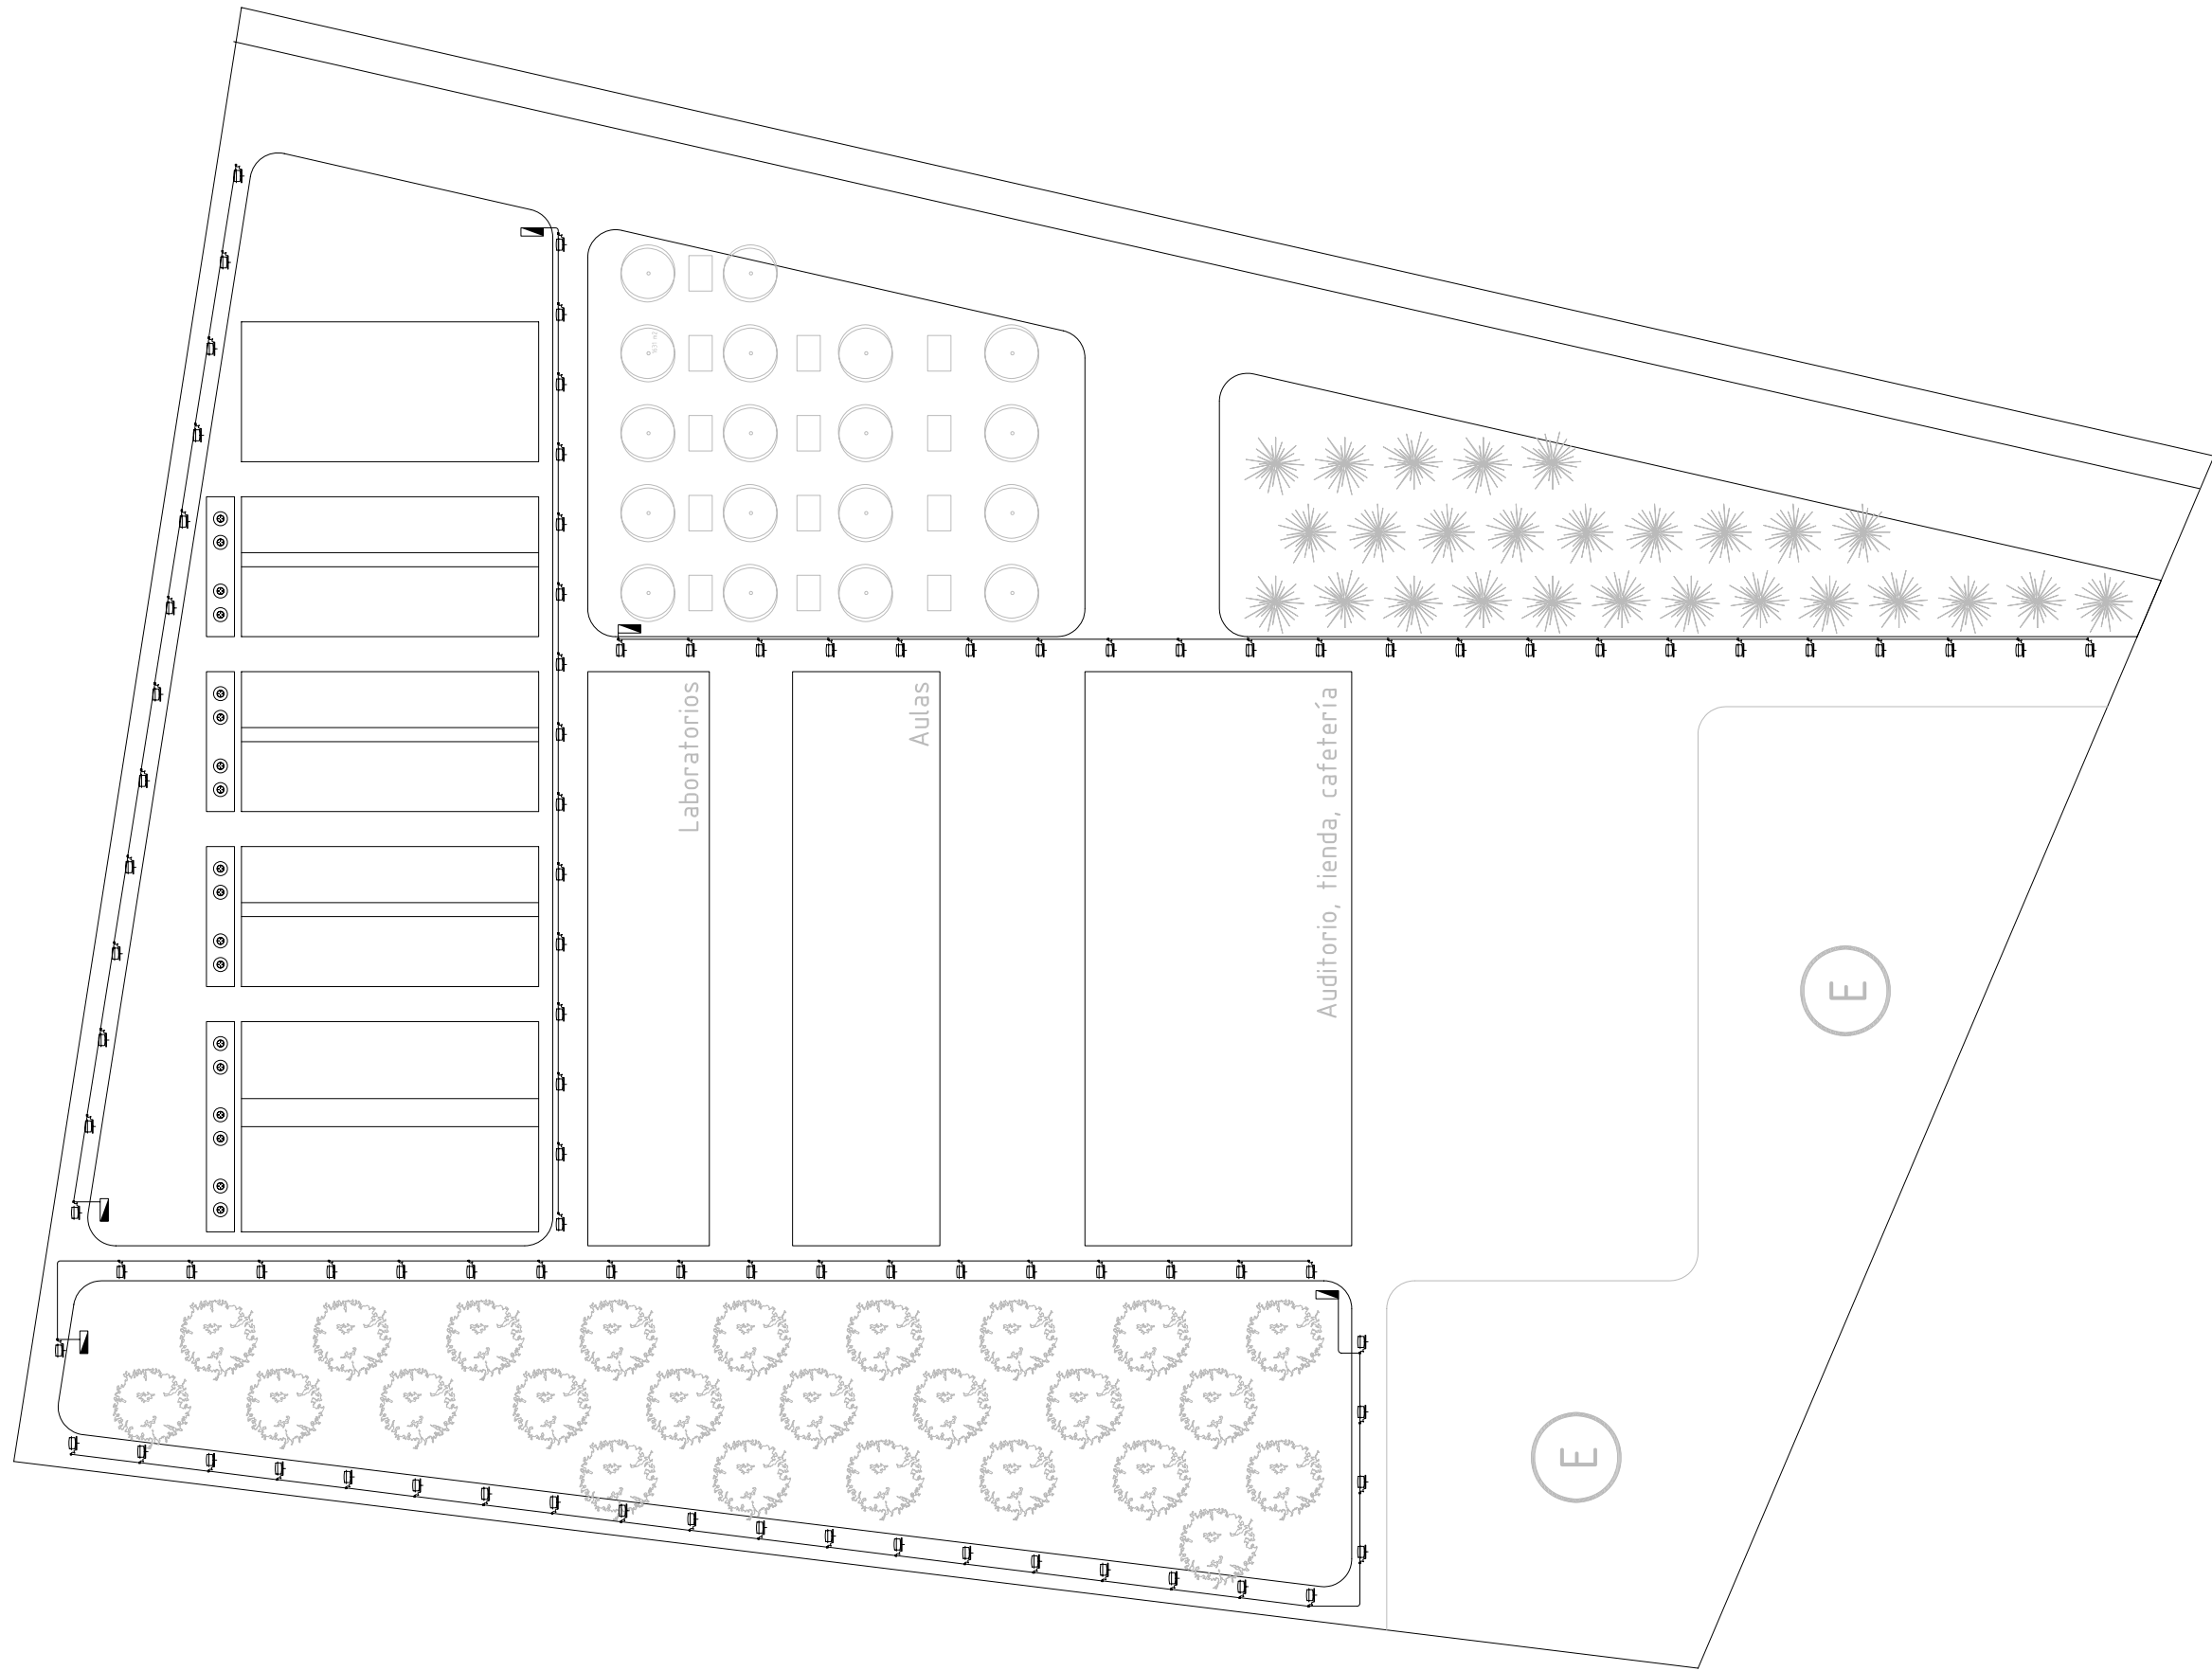 Laboratorios
Aulas
Auditorio, tienda, cafetería
E
E